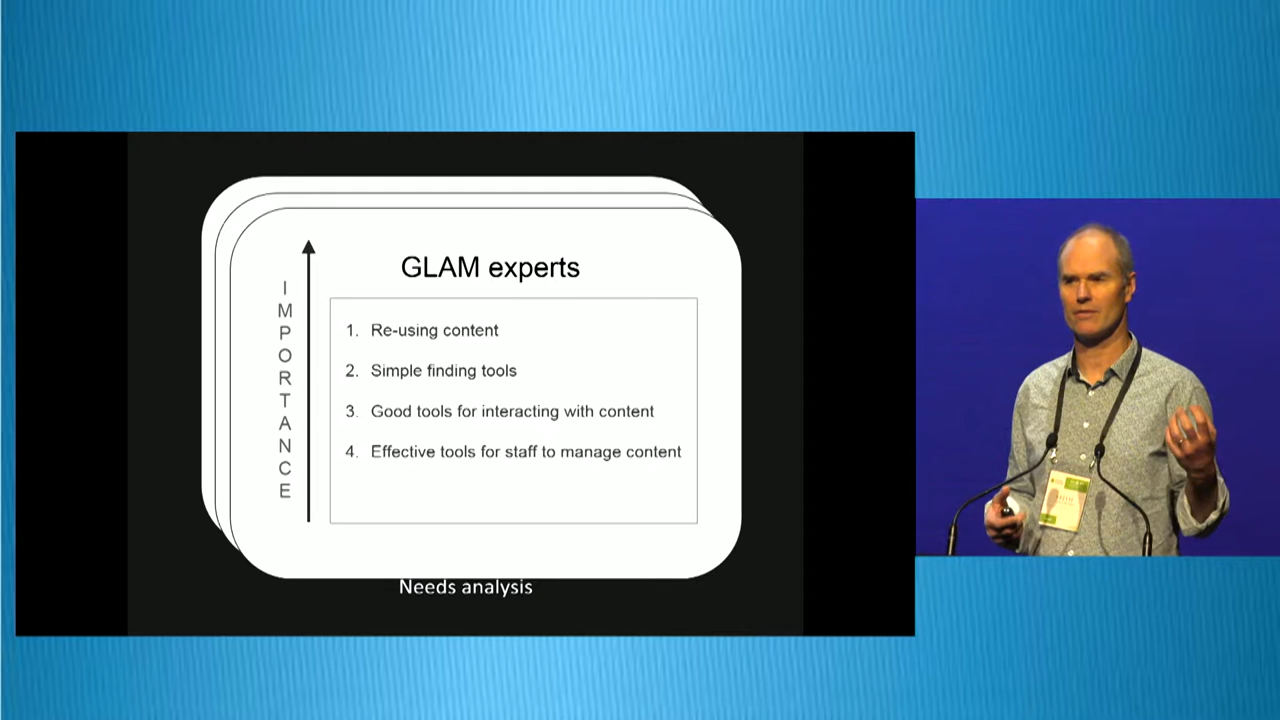 GLAM experts
IMPORTANCE
1. Re-using content
2. Simple finding tools
3. Good tools for interacting with content
4. Effective tools for staff to manage content
Needs analysis